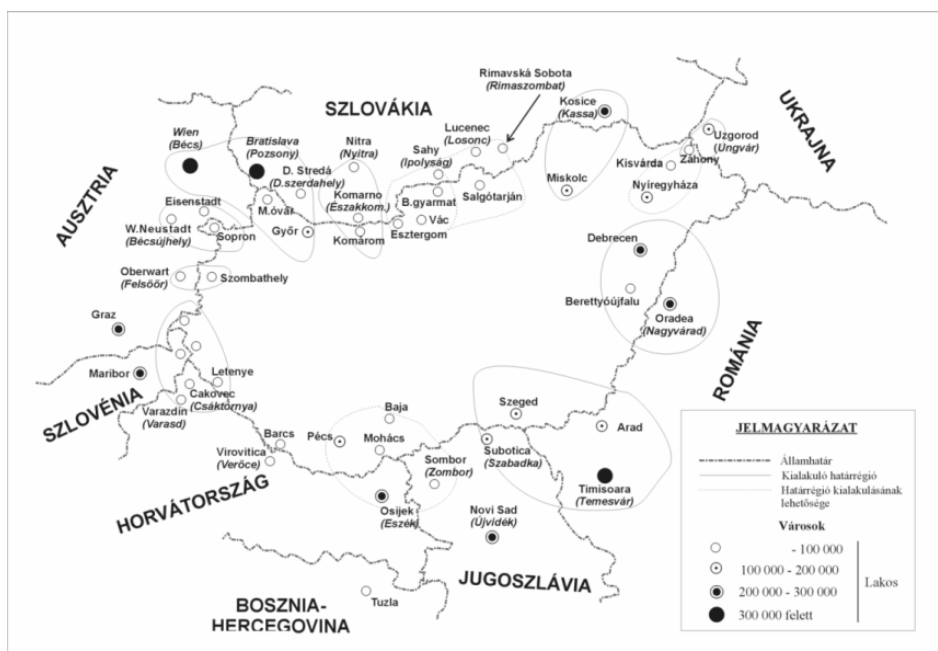 Rimavská Sobota
(Rimaszombat)
SZLOVÁKIA
Kosice
(Kassa)
UKRAJNA
Wien
(Bécs)
Bratislava
(Pozsony)
Nitra
(Nyitra)
Lucenec
(Losonc)
Uzgorod
(Ungvár)
Sahy
(Ipolyság)
D. Stredá
(D.szerdahely)
Kisvárda
Záhony
Miskolc
Nyíregyháza
AUSZTRIA
Eisenstadt
M.óvár
Komarno
(Északkom.)
B.gyarmat
Salgótarján
W.Neustadt
(Bécsújhely)
Sopron
Győr
Komárom
Esztergom
Vác
Debrecen
Oberwart
(Felsőőr)
Szombathely
Berettyóújfalu
Oradea
(Nagyvárad)
Graz
ROMÁNIA
Maribor
Letenye
SZLOVÉNIA
Cakovec
(Csáktornya)
Varazdin
(Varasd)
Baja
Szeged
Arad
Barcs
Pécs
Mohács
Virovitica
(Verőce)
Sombor
(Zombor)
Subotica
(Szabadka)
HORVÁTORSZÁG
Timisoara
(Temesvár)
Osijek
(Eszék)
Novi Sad
(Újvidék)
JUGOSZLÁVIA
BOSZNIA-
HERCEGOVINA
Tuzla
JELMAGYARÁZAT
Államhatár
Kialakuló határrégió
Határrégió kialakulásának
lehetősége
Városok
- 100 000
100 000 - 200 000
200 000 - 300 000
300 000 felett
Lakos